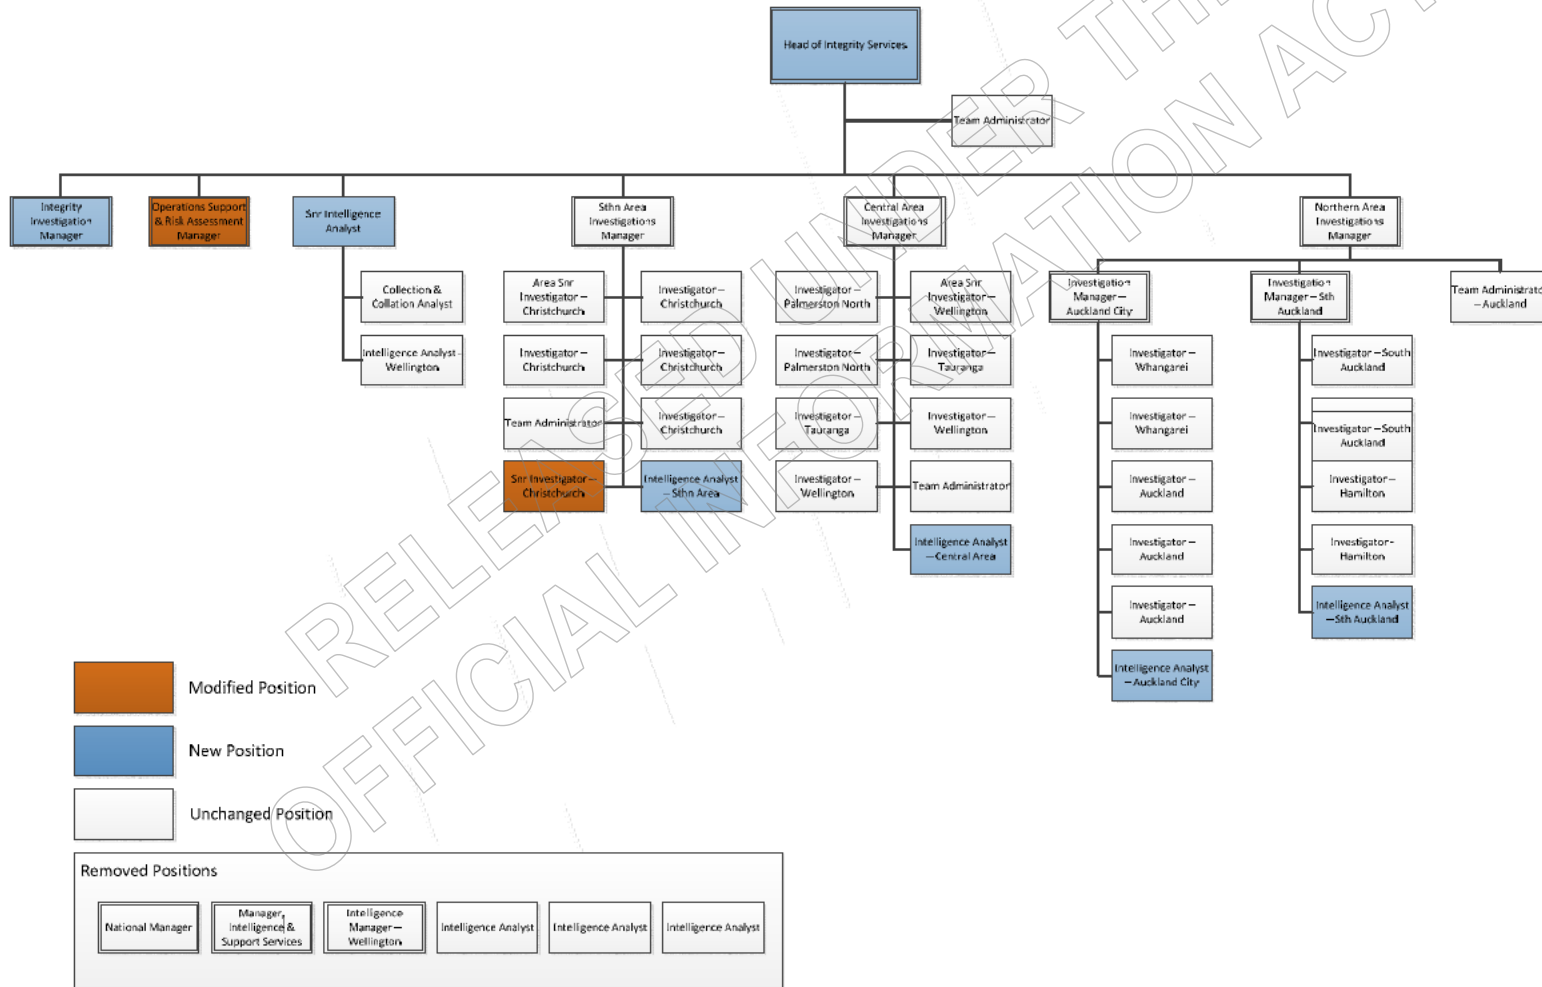 Head of Integrity Services
Team Administrator
Integrity
Investigation
Manager
Operations Support
& Risk Assessment
Manager
Snr Intelligence
Analyst
Sthn Area
Investigations
Manager
Central Area
Investigations
Manager
Northern Area
Investigations
Manager
Collection &
Collation Analyst
Intelligence Analyst –
Wellington
Area Snr
Investigator –
Christchurch
Investigator –
Christchurch
Investigator –
Christchurch
Investigator –
Christchurch
Team Administrator
Investigator –
Christchurch
Snr Investigator –
Christchurch
Intelligence Analyst
– Sthn Area
Investigator –
Palmerston North
Area Snr
Investigator –
Wellington
Investigator –
Palmerston North
Investigator –
Tauranga
Investigator –
Tauranga
Investigator –
Wellington
Investigator –
Wellington
Team Administrator
Intelligence Analyst
– Central Area
Investigation
Manager –
Auckland City
Investigator –
Whangarei
Investigator –
Whangarei
Investigator –
Auckland
Investigator –
Auckland
Investigator –
Auckland
Intelligence Analyst
– Auckland City
Investigation
Manager – Sth
Auckland
Investigator – South
Auckland
Investigator – South
Auckland
Investigator –
Hamilton
Investigator-
Hamilton
Intelligence Analyst
– Sth Auckland
Team Administrato
– Auckland
Modified Position
New Position
Unchanged Position
Removed Positions
National Manager
Manager,
Intelligence &
Support Services
Intelligence
Manager –
Wellington
Intelligence Analyst
Intelligence Analyst
Intelligence Analyst
RELEASED UNDER TH
OFFICIAL INFORMATION ACT